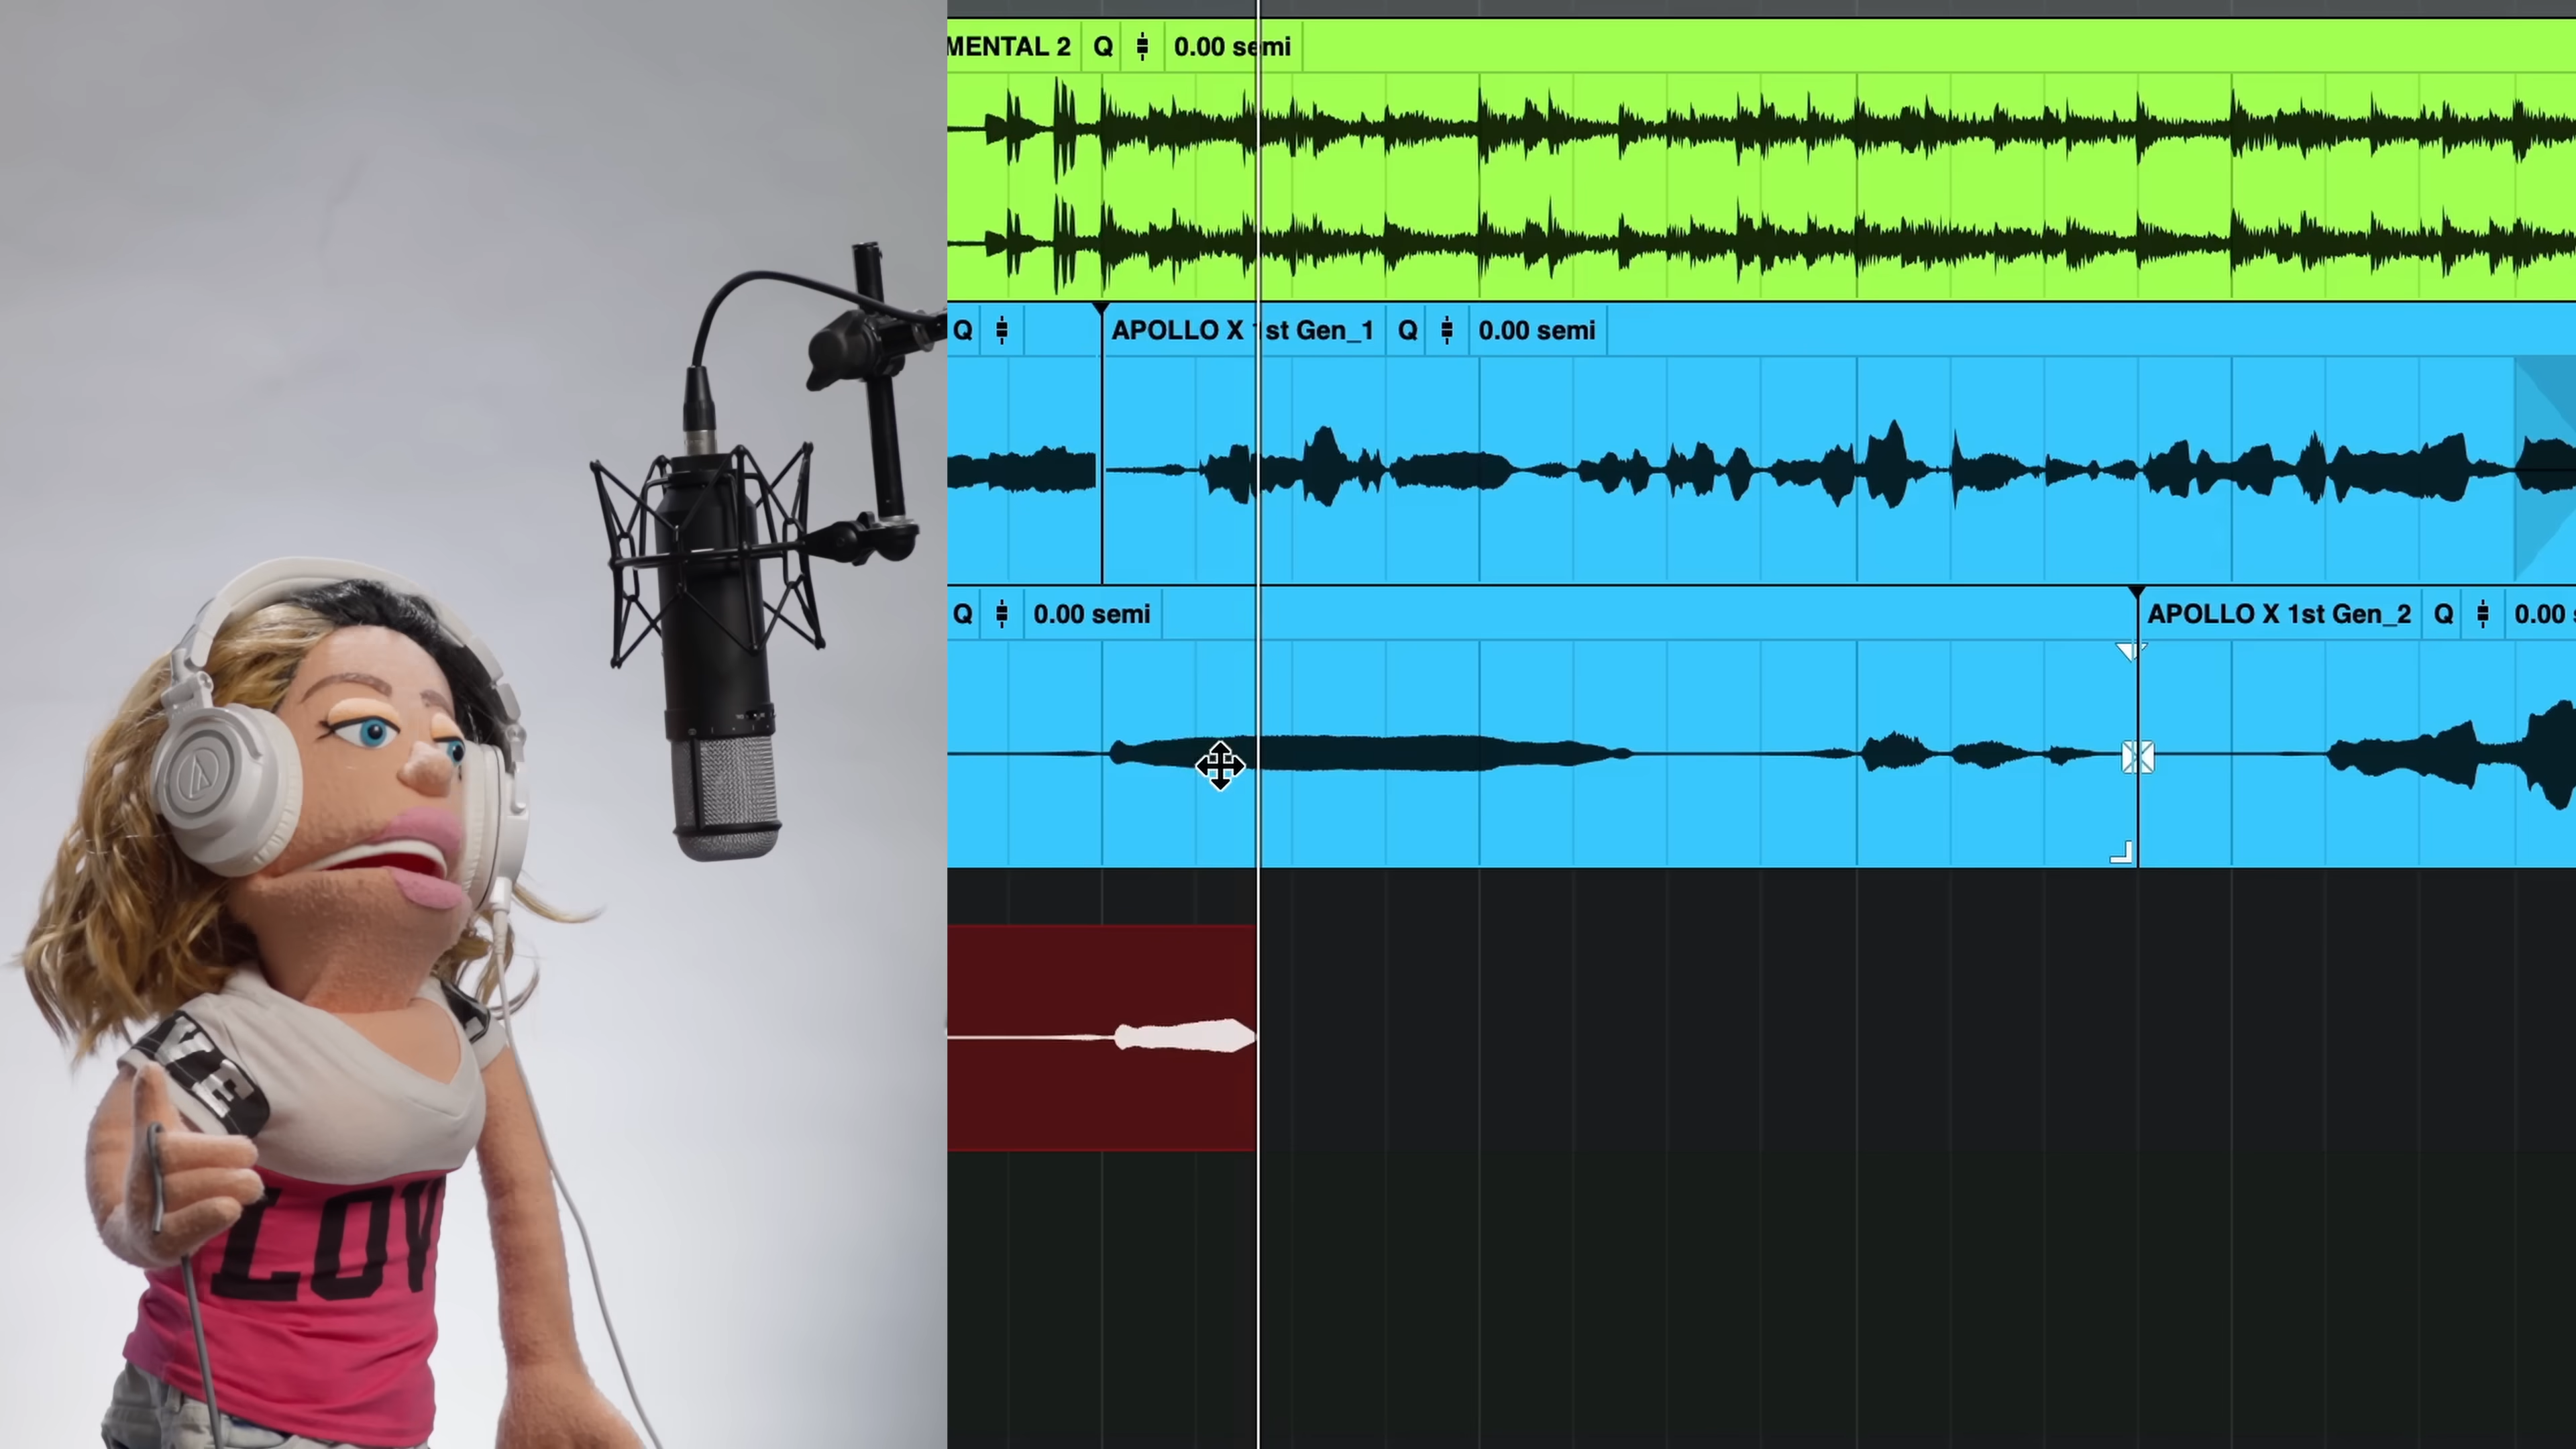 MENTAL 2 Q 0.00 semi
Q APOLLO X 1st Gen_1 Q 0.00 semi
Q 0.00 semi APOLLO X 1st Gen_2 Q 0.00
LOV